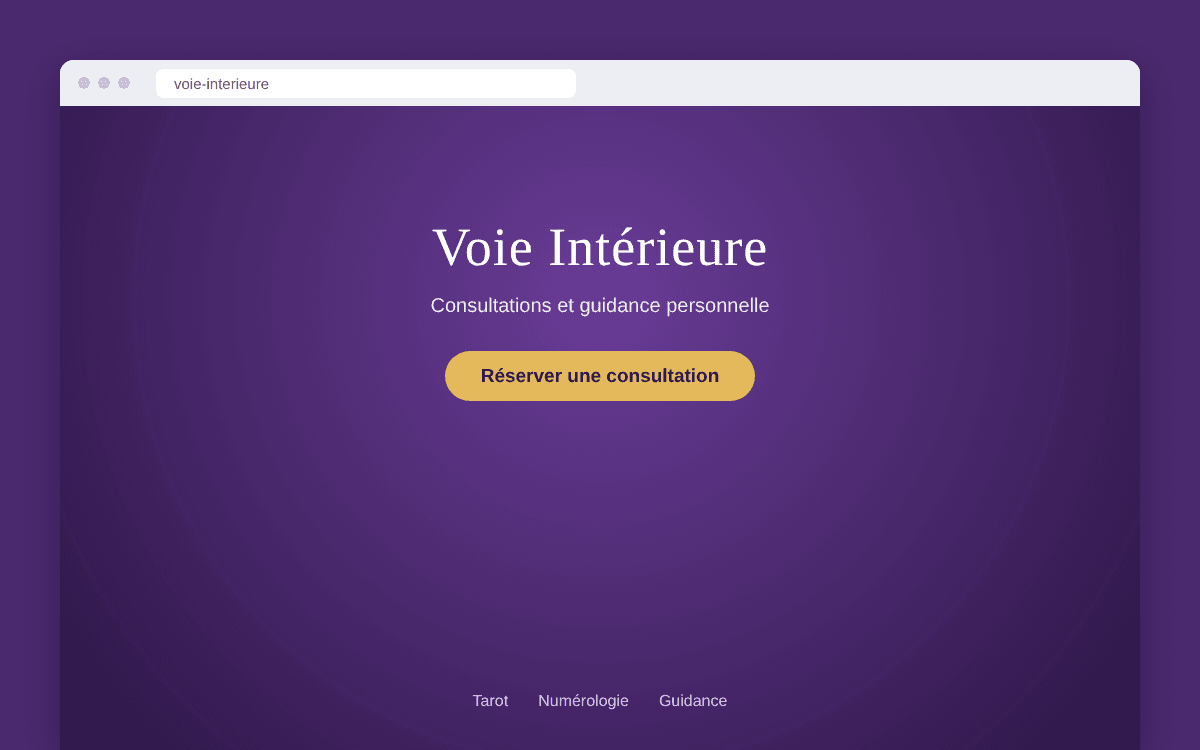 voie-interieure
Voie Intérieure
Consultations et guidance personnelle
Réserver une consultation
Tarot Numérologie Guidance